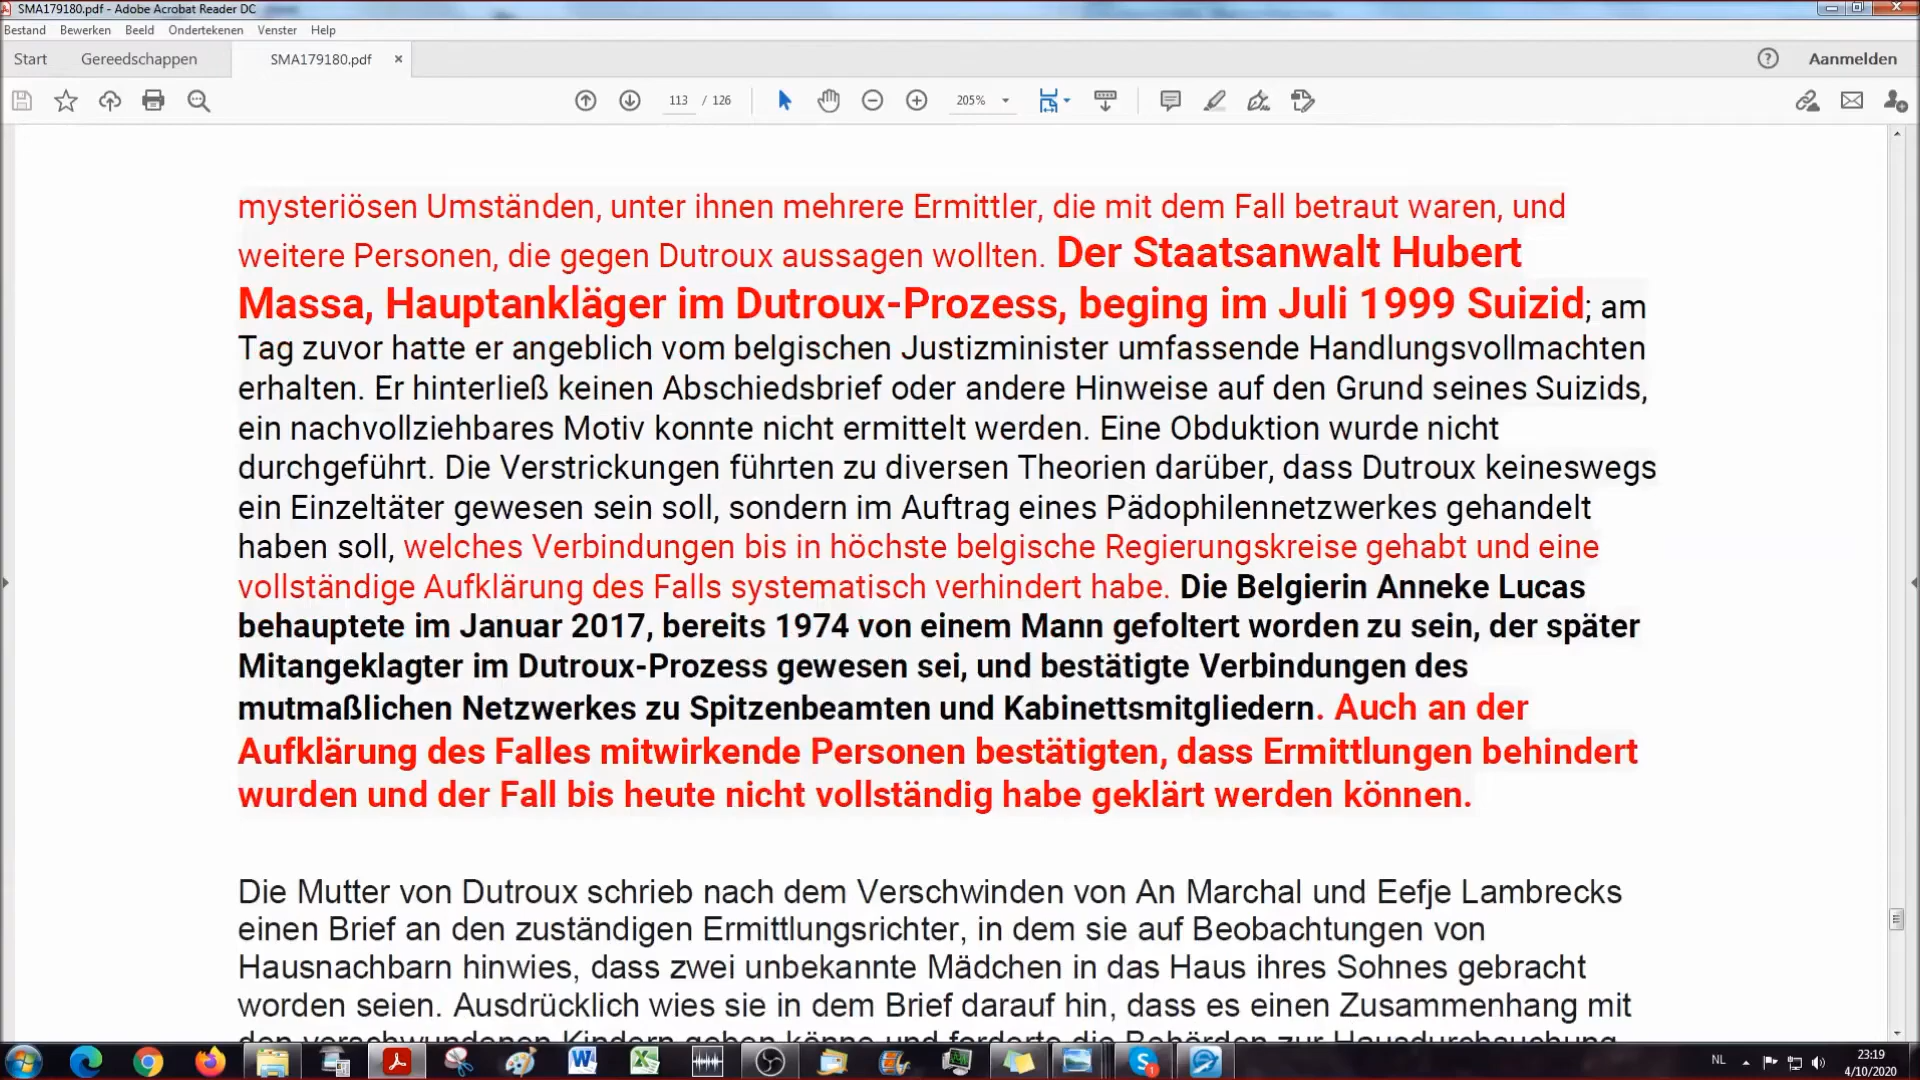 SMA179180.pdf - Adobe Acrobat Reader DC
Bestand Bewerken Beeld Ondertekenen Venster Help
Start Gereedschappen SMA179180.pdf × Aanmelden
113 / 126 205%
mysteriösen Umständen, unter ihnen mehrere Ermittler, die mit dem Fall betraut waren, und
weitere Personen, die gegen Dutroux aussagen wollten. Der Staatsanwalt Hubert
Massa, Hauptankläger im Dutroux-Prozess, beging im Juli 1999 Suizid; am
Tag zuvor hatte er angeblich vom belgischen Justizminister umfassende Handlungsvollmachten
erhalten. Er hinterließ keinen Abschiedsbrief oder andere Hinweise auf den Grund seines Suizids,
ein nachvollziehbares Motiv konnte nicht ermittelt werden. Eine Obduktion wurde nicht
durchgeführt. Die Verstrickungen führten zu diversen Theorien darüber, dass Dutroux keineswegs
ein Einzeltäter gewesen sein soll, sondern im Auftrag eines Pädophilennetzwerkes gehandelt
haben soll, welches Verbindungen bis in höchste belgische Regierungskreise gehabt und eine
vollständige Aufklärung des Falls systematisch verhindert habe. Die Belgierin Anneke Lucas
behauptete im Januar 2017, bereits 1974 von einem Mann gefoltert worden zu sein, der später
Mitangeklagter im Dutroux-Prozess gewesen sei, und bestätigte Verbindungen des
mutmaßlichen Netzwerkes zu Spitzenbeamten und Kabinettsmitgliedern. Auch an der
Aufklärung des Falles mitwirkende Personen bestätigten, dass Ermittlungen behindert
wurden und der Fall bis heute nicht vollständig habe geklärt werden können.
Die Mutter von Dutroux schrieb nach dem Verschwinden von An Marchal und Eefje Lambrecks
einen Brief an den zuständigen Ermittlungsrichter, in dem sie auf Beobachtungen von
Hausnachbarn hinwies, dass zwei unbekannte Mädchen in das Haus ihres Sohnes gebracht
worden seien. Ausdrücklich wies sie in dem Brief darauf hin, dass es einen Zusammenhang mit
den verschwundenen Kindern geben könne und forderte die Behörden zur Hausdurchsuchung
NL 23:19
4/10/2020